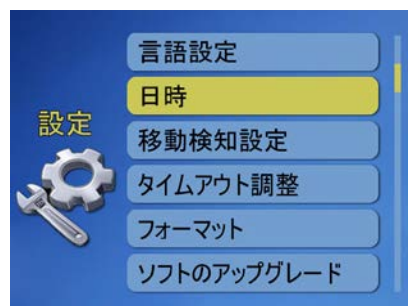 設定
言語設定
日時
移動検知設定
タイムアウト調整
フォーマット
ソフトのアップグレード